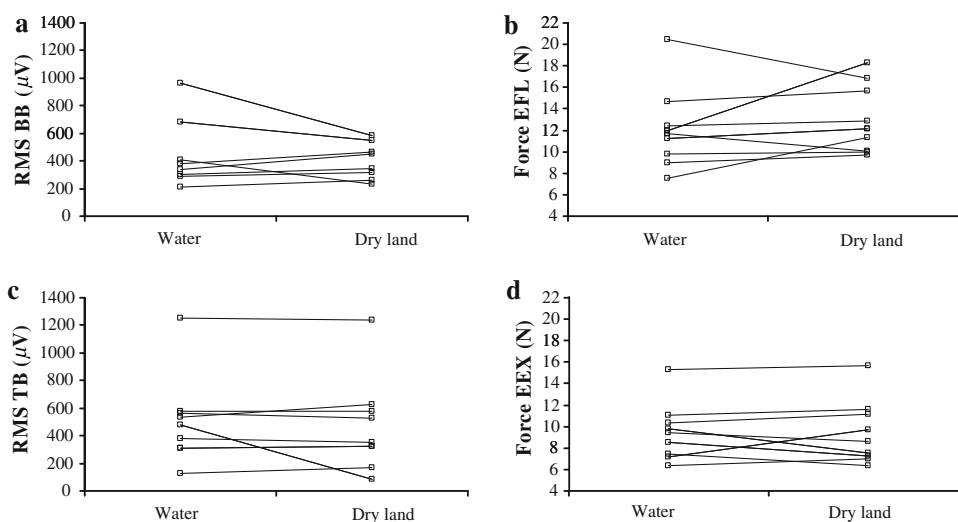 a
1400
1200
1000
800
600
400
200
0
RMS BB (μV)
Water
Dry land
b
22
20
18
16
14
12
10
8
6
4
Force EFL (N)
Water
Dry land
c
1400
1200
1000
800
600
400
200
0
RMS TB (μV)
Water
Dry land
d
22
20
18
16
14
12
10
8
6
4
Force EEX (N)
Water
Dry land